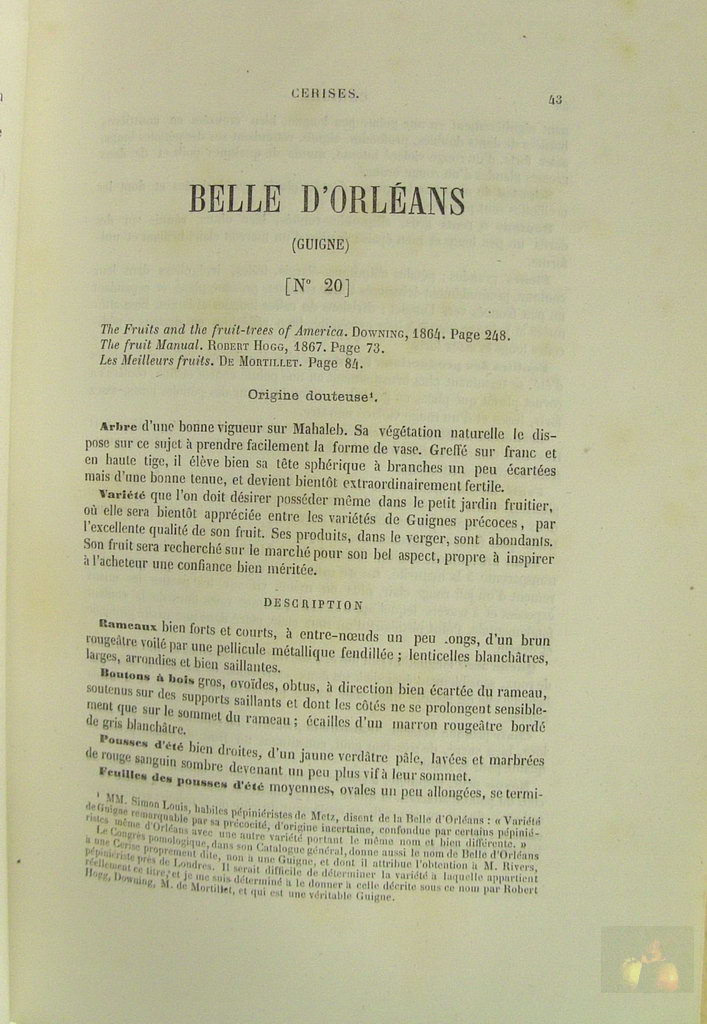 CERISES.
43
BELLE D'ORLÉANS
(GUIGNE)
[N° 20]
The Fruits and the fruit-trees of America. DOWNING, 1864. Page 248.
The fruit Manual. ROBERT HOGG, 1867. Page 73.
Les Meilleurs fruits. DE MORTILLET. Page 84.
Origine douteuse¹.
Arbre d'une bonne vigueur sur Mahaleb. Sa végétation naturelle le dis-
pose sur ce sujet à prendre facilement la forme de vase. Greffé sur franc et
en haute tige, il élève bien sa tête sphérique à branches un peu écartées
mais d'une bonne tenue, et devient bientôt extraordinairement fertile.
Variété que l'on doit désirer posséder même dans le petit jardin fruitier,
où elle sera bientôt appréciée entre les variétés de Guignes précoces, par
l'excellente qualité de son fruit. Ses produits, dans le verger, sont abondants.
Son fruit sera recherché sur le marché pour son bel aspect, propre à inspirer
à l'acheteur une confiance bien méritée.
DESCRIPTION
Rameaux bien forts et courts, à entre-nœuds un peu .ongs, d'un brun
rougeâtre voilé par une pellicule métallique fendillée ; lenticelles blanchâtres,
larges, arrondies et bien saillantes.
Boutons à bois gros, ovoïdes, obtus, à direction bien écartée du rameau,
soutenus sur des supports saillants et dont les côtés ne se prolongent sensible-
ment que sur le sommet du rameau ; écailles d'un marron rougeâtre bordé
de gris blanchâtre.
Pousses d'été bien droites, d'un jaune verdâtre pâle, lavées et marbrées
de rouge sanguin sombre devenant un peu plus vif à leur sommet.
Feuilles des pousses d'été moyennes, ovales un peu allongées, se termi-
¹ MM. Simon Louis, habiles pépiniéristes de Metz, disent de la Belle d'Orléans : « Variété
de Guigne remarquable par sa précocité, d'origine incertaine, confondue par certains pépinié-
ristes même d'Orléans avec une autre variété portant le même nom et bien différente. »
Le Congrès pomologique, dans son Catalogue général, donne aussi le nom de Belle d'Orléans
à une Cerise proprement dite, non à une Guigne, et dont il attribue l'obtention à M. Rivers,
pépiniériste près de Londres. Il serait difficile de déterminer la variété à laquelle appartient
réellement ce titre, et je me suis déterminé à le donner à celle décrite sous ce nom par Robert
Hogg, Downing, M. de Mortillet, et qui est une véritable Guigne.